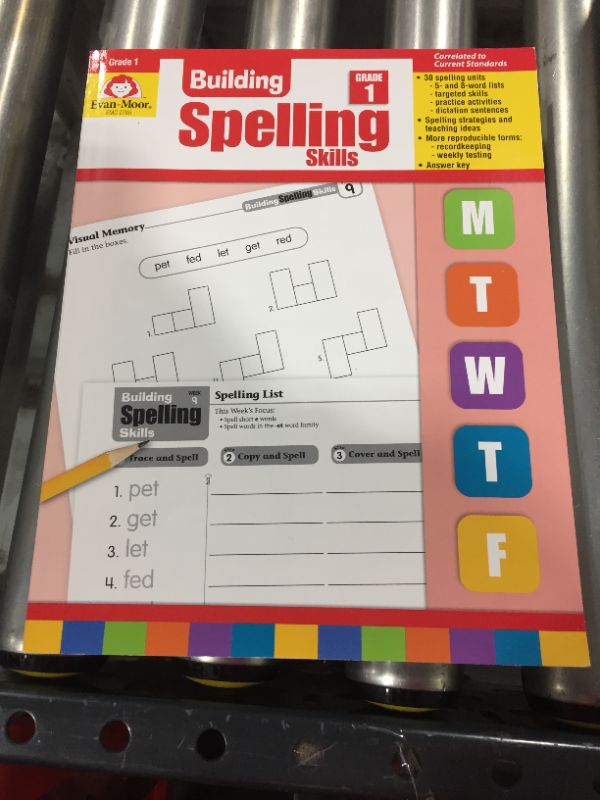 Grade 1
Evan-Moor
Building
Spelling
Skills
GRADE
1
Correlated to
Current Standards
• 30 spelling units
- 5- and 8-word lists
- targeted skills
- practice activities
- dictation sentences
• Spelling strategies and
teaching ideas
• More reproducible forms:
- recordkeeping
- weekly testing
• Answer key
Building Spelling Skills 9
Visual Memory
Fill in the boxes.
pet fed let get red
1.
2.
5.
Building
Spelling
Skills
WEEK
9
Spelling List
This Week's Focus:
• Spell short e words
• Spell words in the -et word family
Trace and Spell
2 Copy and Spell
3 Cover and Spell
1. pet
2. get
3. let
4. fed
M
T
W
T
F